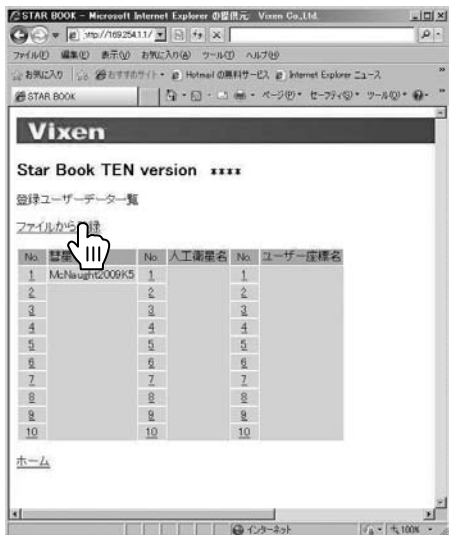 STAR BOOK - Microsoft Internet Explorer の提供元: Vixen Co.,Ltd.
http://169.254.1.1/
ファイル(F) 編集(E) 表示(V) お気に入り(A) ツール(T) ヘルプ(H)
お気に入り おすすめサイト Hotmail の無料サービス Internet Explorer ニュース
STAR BOOK ページ(P) セーフティ(S) ツール(O)
Vixen
Star Book TEN version ****
登録ユーザーデータ一覧
ファイルから登録
No. 彗星 No. 人工衛星名 No. ユーザー座標名
1 McNaught2009K5 1 1
2 2 2
3 3 3
4 4 4
5 5 5
6 6 6
7 7 7
8 8 8
9 9 9
10 10 10
ホーム
インターネット 100%